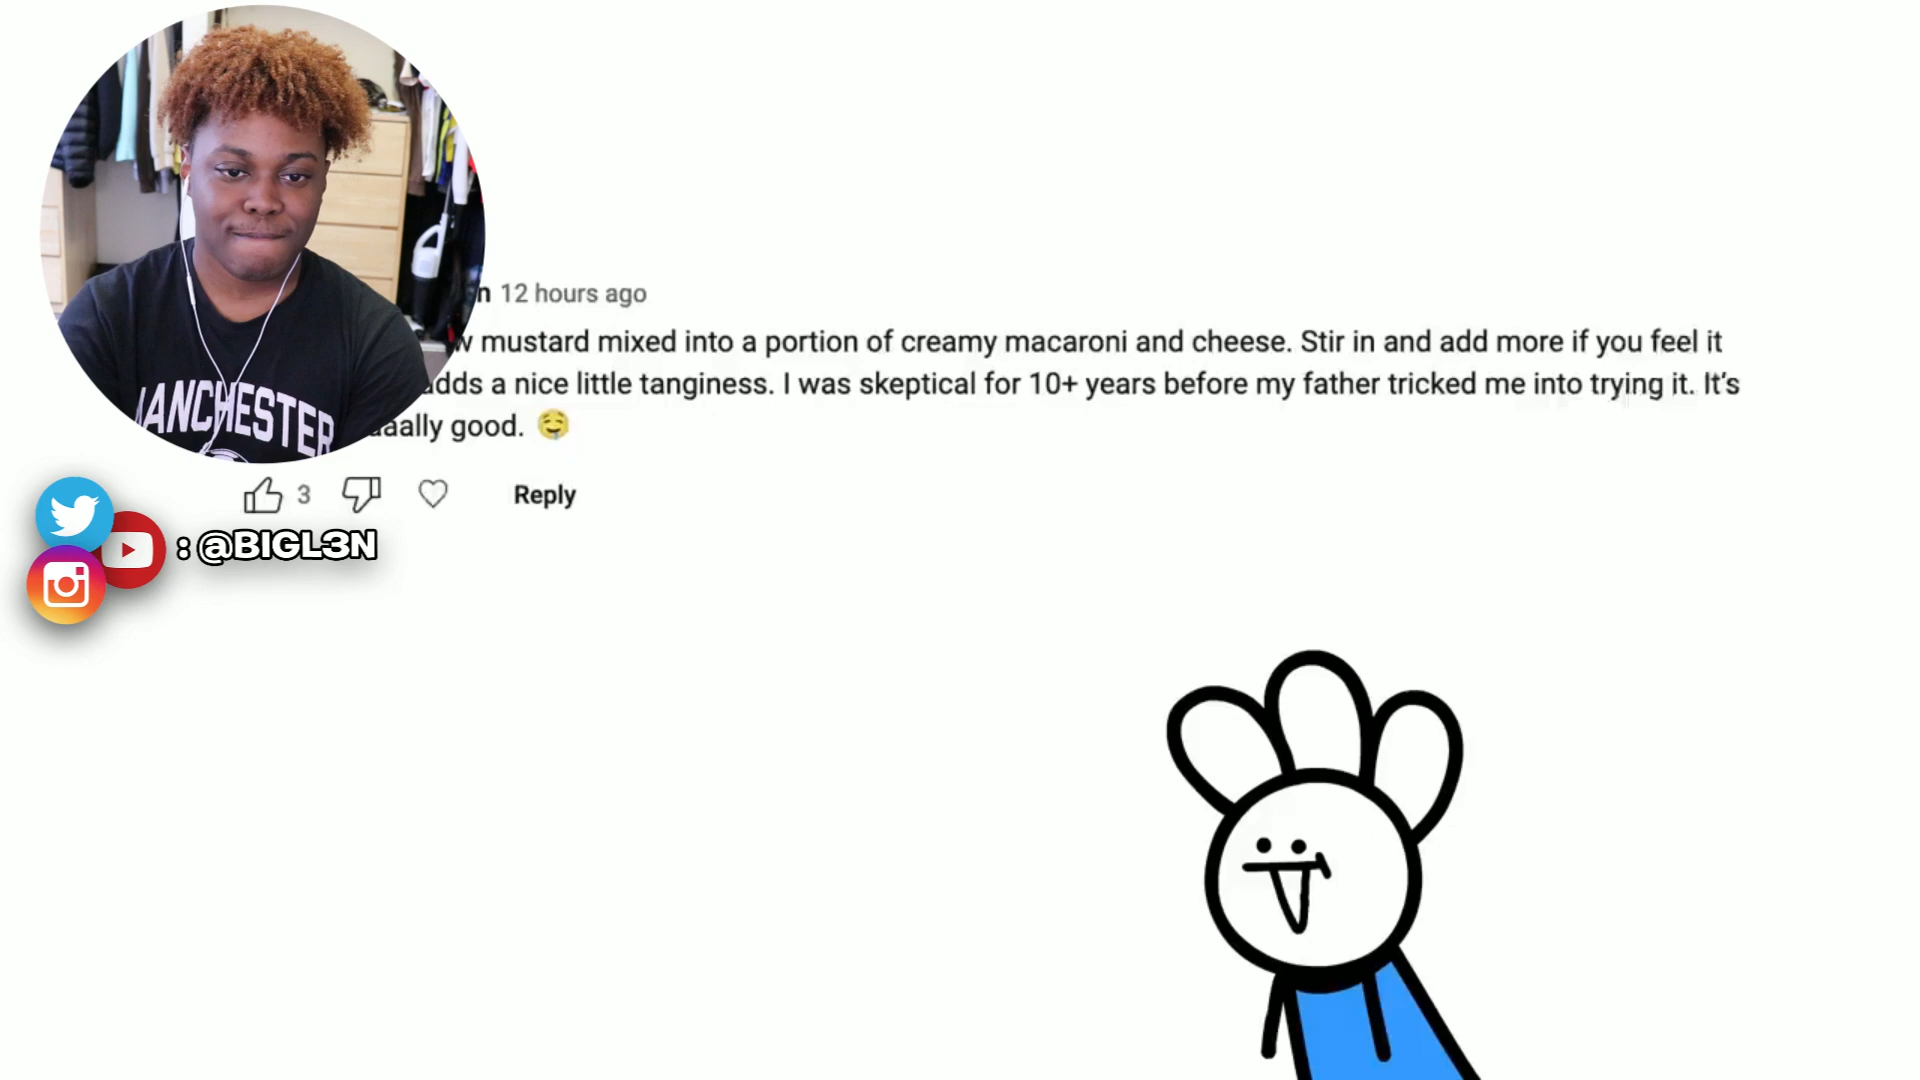 12 hours ago
mustard mixed into a portion of creamy macaroni and cheese. Stir in and add more if you feel it
a nice little tanginess. I was skeptical for 10+ years before my father tricked me into trying it. It's
good. 🤤
3 Reply
: @BIGL3N
MANCHESTER